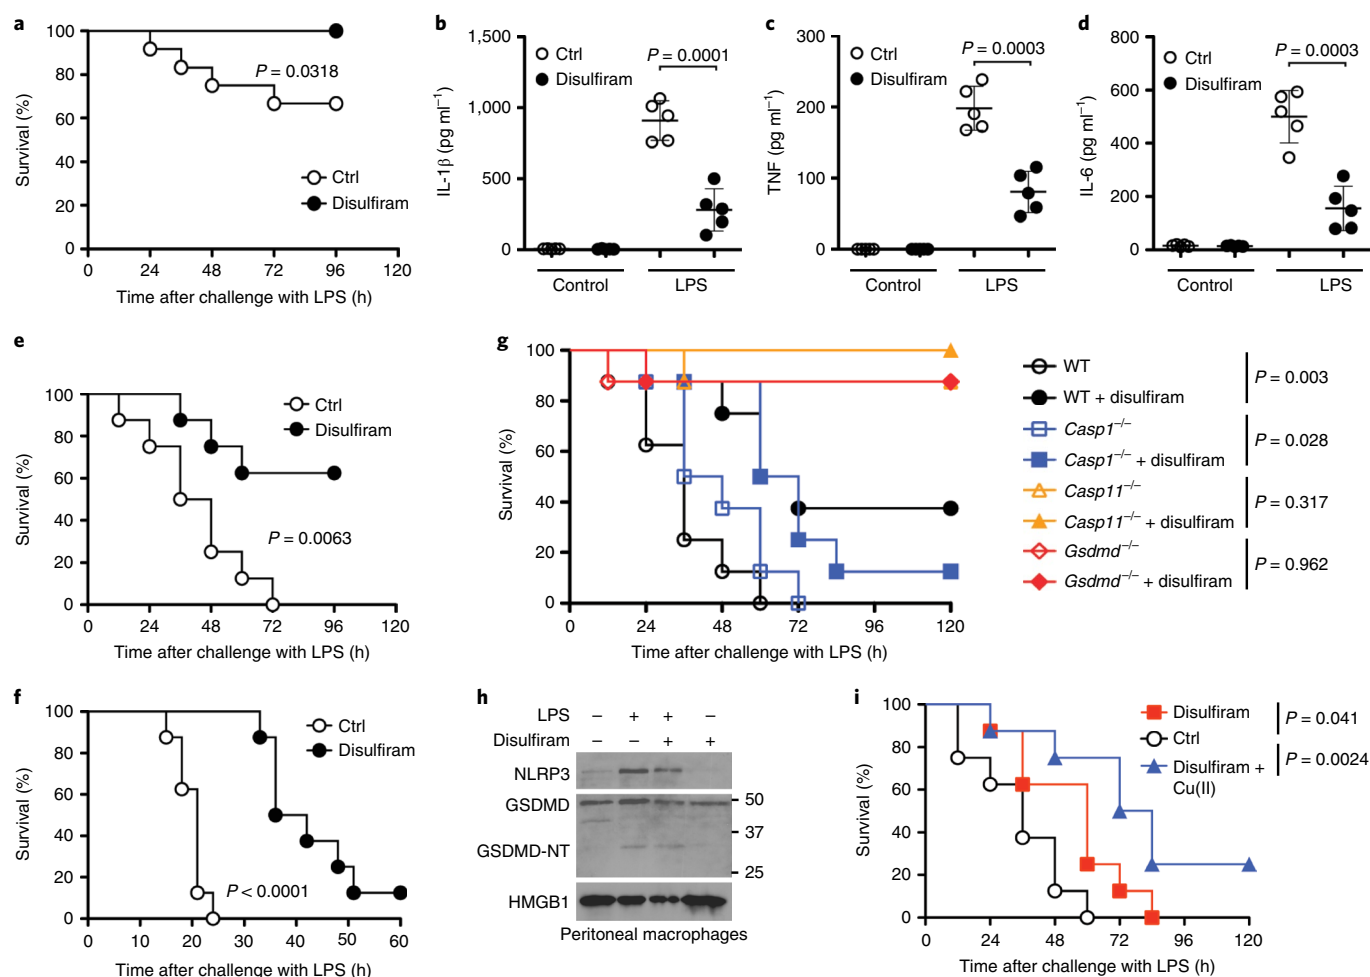 a
100
80
60
40
20
0
Survival (%)
P = 0.0318
Ctrl
Disulfiram
0 24 48 72 96 120
Time after challenge with LPS (h)
b
1,500
1,000
500
0
IL-1β (pg ml⁻¹)
Ctrl
Disulfiram
P = 0.0001
Control LPS
c
300
200
100
0
TNF (pg ml⁻¹)
Ctrl
Disulfiram
P = 0.0003
Control LPS
d
800
600
400
200
0
IL-6 (pg ml⁻¹)
Ctrl
Disulfiram
P = 0.0003
Control LPS
e
100
80
60
40
20
0
Survival (%)
Ctrl
Disulfiram
P = 0.0063
0 24 48 72 96 120
Time after challenge with LPS (h)
g
100
80
60
40
20
0
Survival (%)
0 24 48 72 96 120
Time after challenge with LPS (h)
WT
WT + disulfiram
P = 0.003
Casp1⁻/⁻
Casp1⁻/⁻ + disulfiram
P = 0.028
Casp11⁻/⁻
Casp11⁻/⁻ + disulfiram
P = 0.317
Gsdmd⁻/⁻
Gsdmd⁻/⁻ + disulfiram
P = 0.962
f
100
80
60
40
20
0
Survival (%)
Ctrl
Disulfiram
P < 0.0001
0 10 20 30 40 50 60
Time after challenge with LPS (h)
h
LPS – + + –
Disulfiram – – + +
NLRP3
GSDMD
GSDMD-NT
HMGB1
50
37
25
Peritoneal macrophages
i
100
80
60
40
20
0
Survival (%)
Disulfiram
Ctrl
Disulfiram +
Cu(II)
P = 0.041
P = 0.0024
0 24 48 72 96 120
Time after challenge with LPS (h)